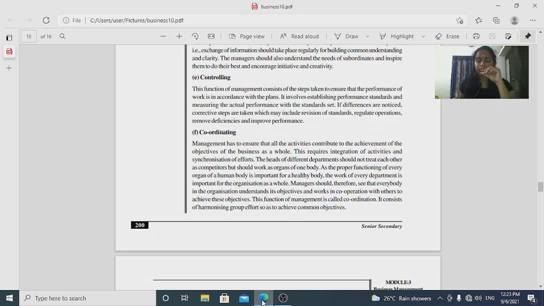 business10.pdf
File
C:/Users/user/Pictures/business10.pdf
10 of 16
Page view
Read aloud
Draw
Highlight
Erase
i.e., exchange of information should take place regularly for building common understanding
and clarity. The managers should also understand the needs of subordinates and inspire
them to do their best and encourage initiative and creativity.
(e) Controlling
This function of management consists of the steps taken to ensure that the performance of
work is in accordance with the plans. It involves establishing performance standards and
measuring the actual performance with the standards set. If differences are noticed,
corrective steps are taken which may include revision of standards, regulate operations,
remove deficiencies and improve performance.
(f) Co-ordinating
Management has to ensure that all the activities contribute to the achievement of the
objectives of the business as a whole. This requires integration of activities and
synchronisation of efforts. The heads of different departments should not treat each other
as competitors but should work as organs of one body. As the proper functioning of every
organ of a human body is important for a healthy body, the work of every department is
important for the organisation as a whole. Managers should, therefore, see that everybody
in the organisation understands its objectives and works in co-operation with others to
achieve these objectives. This function of management is called co-ordination. It consists
of harmonising group effort so as to achieve common objectives.
200
Senior Secondary
MODULE-3
Business Management
Type here to search
26°C Rain showers
ENG
12:23 PM
9/6/2021